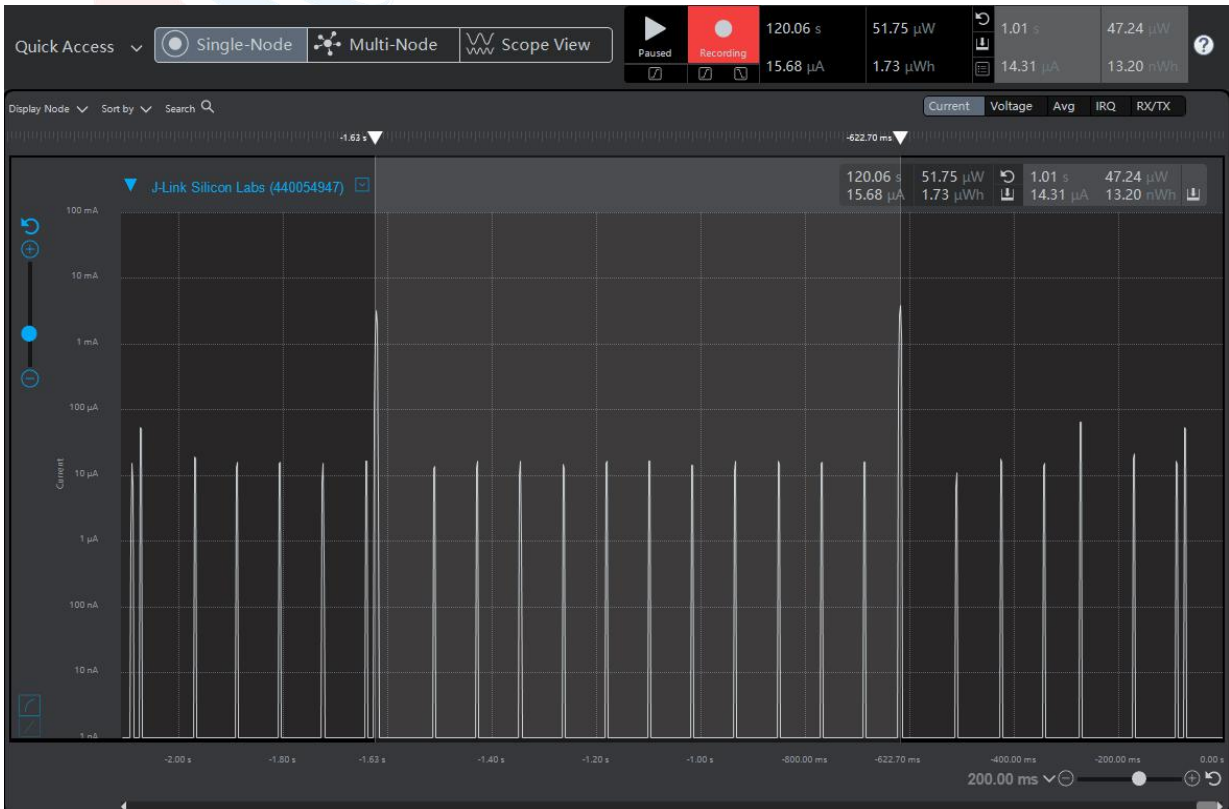 Quick Access
Single-Node
Multi-Node
Scope View
Paused
Recording
120.06 s
51.75 µW
15.68 µA
1.73 µWh
1.01 s
47.24 µW
14.31 µA
13.20 nWh
?
Display Node
Sort by
Search
Current
Voltage
Avg
IRQ
RX/TX
-1.63 s
-622.70 ms
J-Link Silicon Labs (440054947)
120.06 s 51.75 µW 1.01 s 47.24 µW
15.68 µA 1.73 µWh 14.31 µA 13.20 nWh
100 mA
10 mA
1 mA
100 µA
Current
10 µA
1 µA
100 nA
10 nA
1 nA
-2.00 s
-1.80 s
-1.63 s
-1.40 s
-1.20 s
-1.00 s
-800.00 ms
-622.70 ms
-400.00 ms
-200.00 ms
0.00 s
200.00 ms